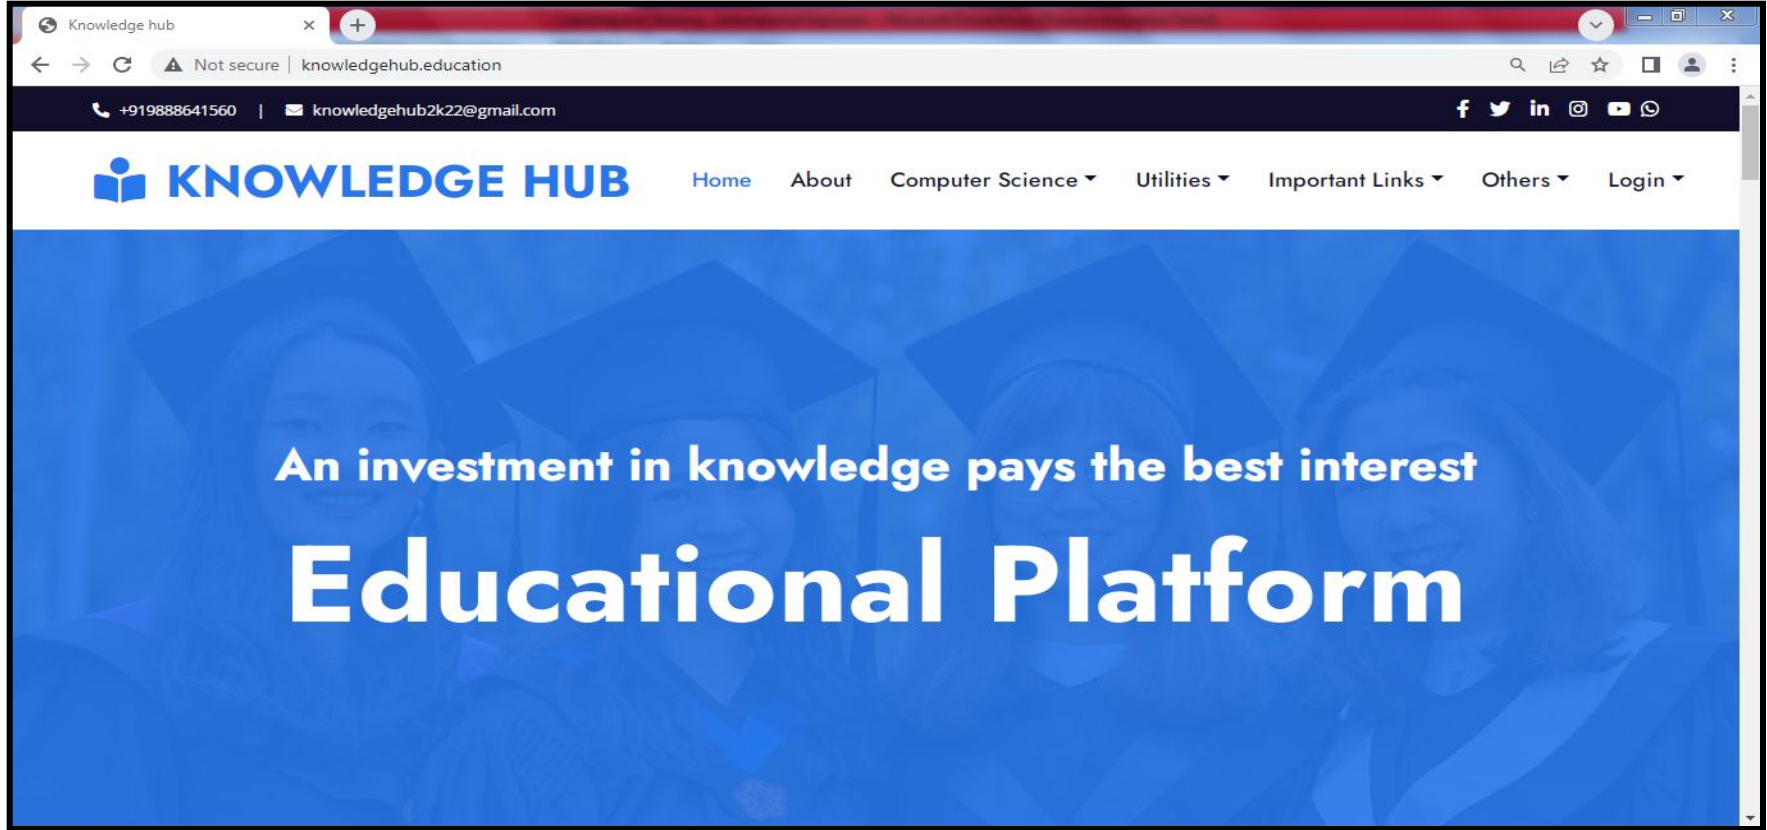 Knowledge hub
Not secure | knowledgehub.education
+919888641560 | knowledgehub2k22@gmail.com
KNOWLEDGE HUB Home About Computer Science Utilities Important Links Others Login
An investment in knowledge pays the best interest
Educational Platform